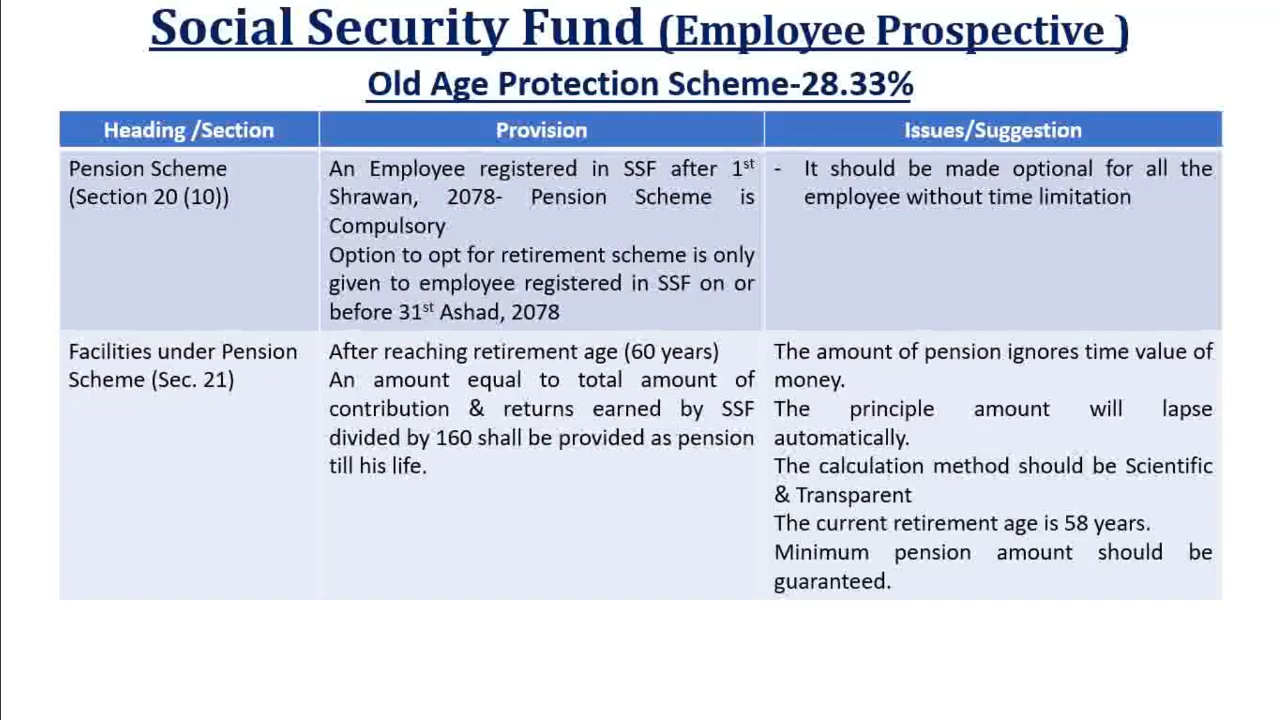 Social Security Fund (Employee Prospective )
Old Age Protection Scheme-28.33%
Heading /Section
Provision
Issues/Suggestion
Pension Scheme
(Section 20 (10))
An Employee registered in SSF after 1st
Shrawan, 2078- Pension Scheme is
Compulsory
Option to opt for retirement scheme is only
given to employee registered in SSF on or
before 31st Ashad, 2078
- It should be made optional for all the
employee without time limitation
Facilities under Pension
Scheme (Sec. 21)
After reaching retirement age (60 years)
An amount equal to total amount of
contribution & returns earned by SSF
divided by 160 shall be provided as pension
till his life.
The amount of pension ignores time value of
money.
The principle amount will lapse
automatically.
The calculation method should be Scientific
& Transparent
The current retirement age is 58 years.
Minimum pension amount should be
guaranteed.